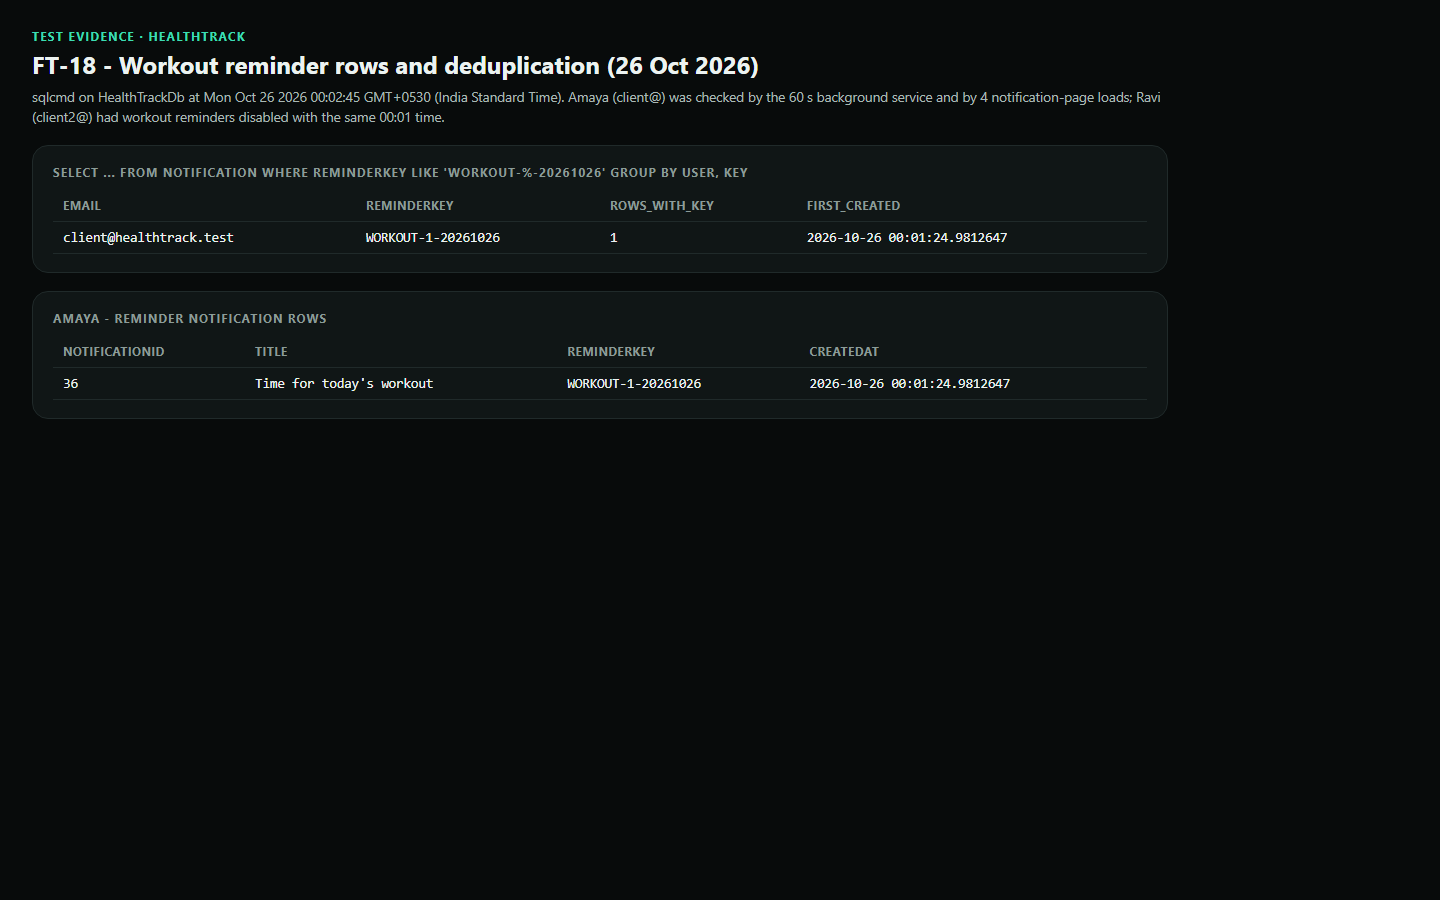 TEST EVIDENCE · HEALTHTRACK
FT-18 - Workout reminder rows and deduplication (26 Oct 2026)
sqlcmd on HealthTrackDb at Mon Oct 26 2026 00:02:45 GMT+0530 (India Standard Time). Amaya (client@) was checked by the 60 s background service and by 4 notification-page loads; Ravi
(client2@) had workout reminders disabled with the same 00:01 time.
SELECT ... FROM NOTIFICATION WHERE REMINDERKEY LIKE 'WORKOUT-%-20261026' GROUP BY USER, KEY
EMAIL REMINDERKEY ROWS_WITH_KEY FIRST_CREATED
client@healthtrack.test WORKOUT-1-20261026 1 2026-10-26 00:01:24.9812647
AMAYA - REMINDER NOTIFICATION ROWS
NOTIFICATIONID TITLE REMINDERKEY CREATEDAT
36 Time for today's workout WORKOUT-1-20261026 2026-10-26 00:01:24.9812647